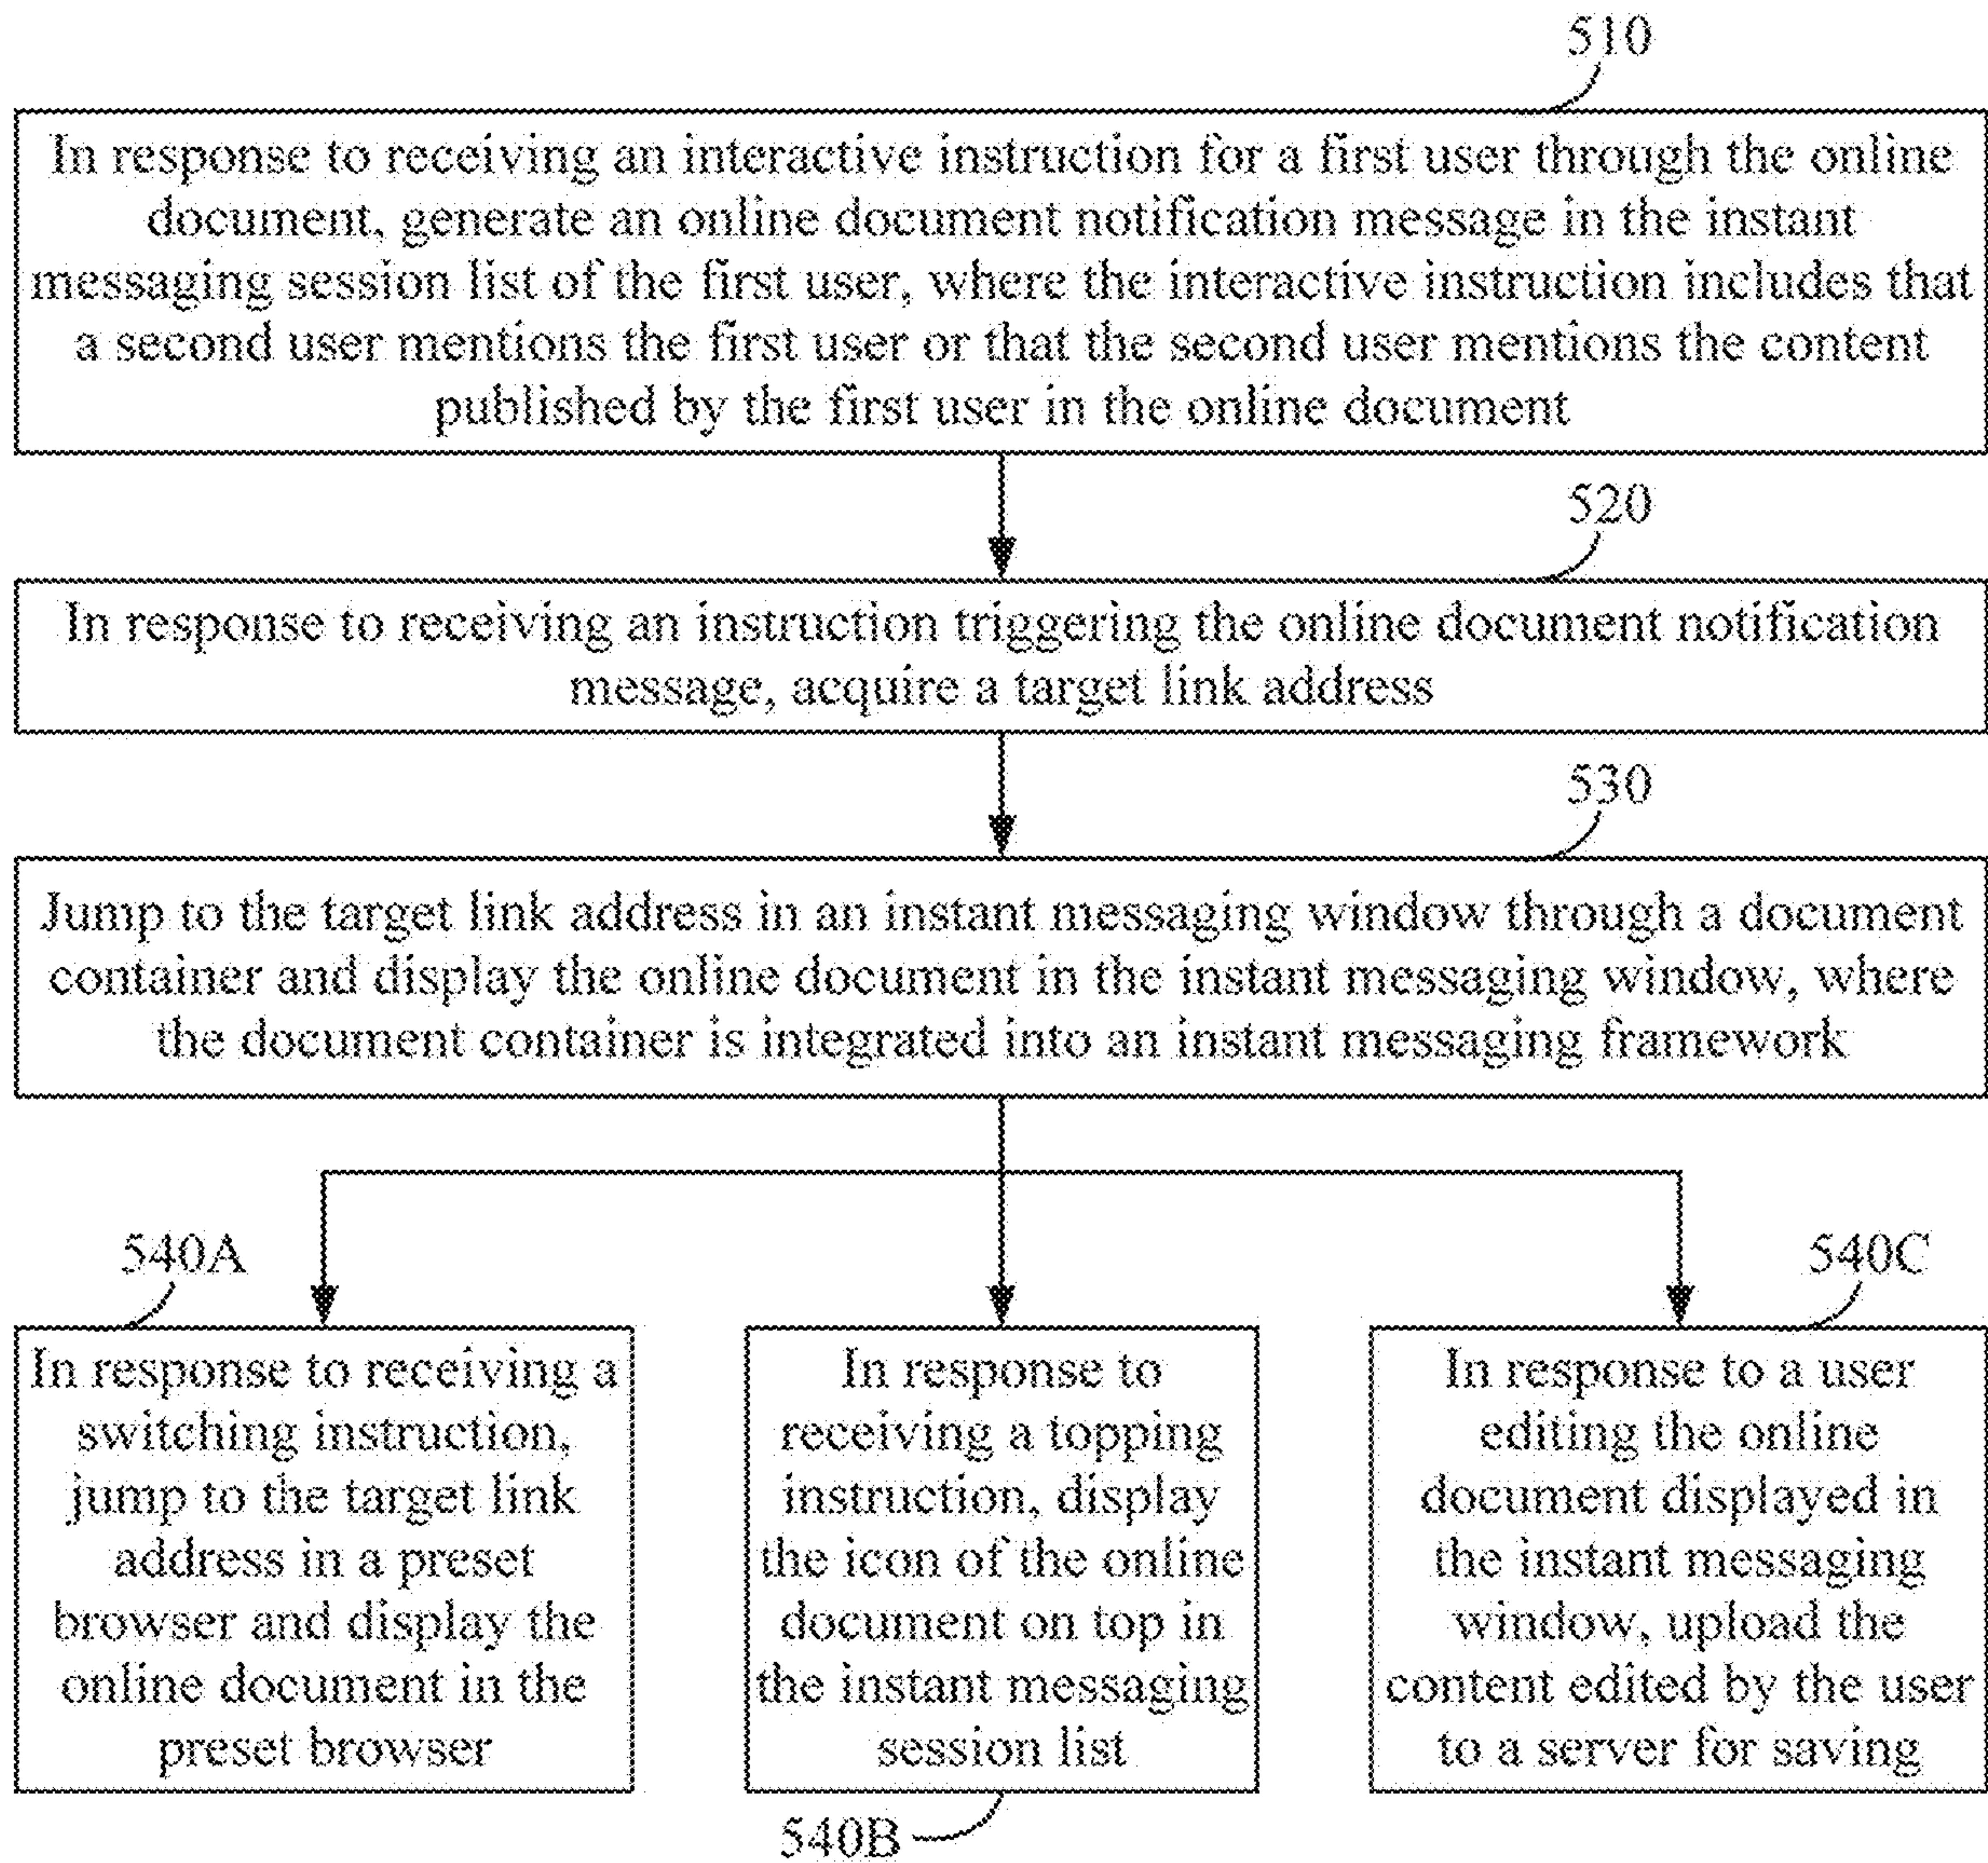 510
In response to receiving an interactive instruction for a first user through the online
document, generate an online document notification message in the instant
messaging session list of the first user, where the interactive instruction includes that
a second user mentions the first user or that the second user mentions the content
published by the first user in the online document
520
In response to receiving an instruction triggering the online document notification
message, acquire a target link address
530
Jump to the target link address in an instant messaging window through a document
container and display the online document in the instant messaging window, where
the document container is integrated into an instant messaging framework
540A
In response to receiving a
switching instruction,
jump to the target link
address in a preset
browser and display the
online document in the
preset browser
In response to
receiving a topping
instruction, display
the icon of the online
document on top in
the instant messaging
session list
540B
540C
In response to a user
editing the online
document displayed in
the instant messaging
window, upload the
content edited by the user
to a server for saving